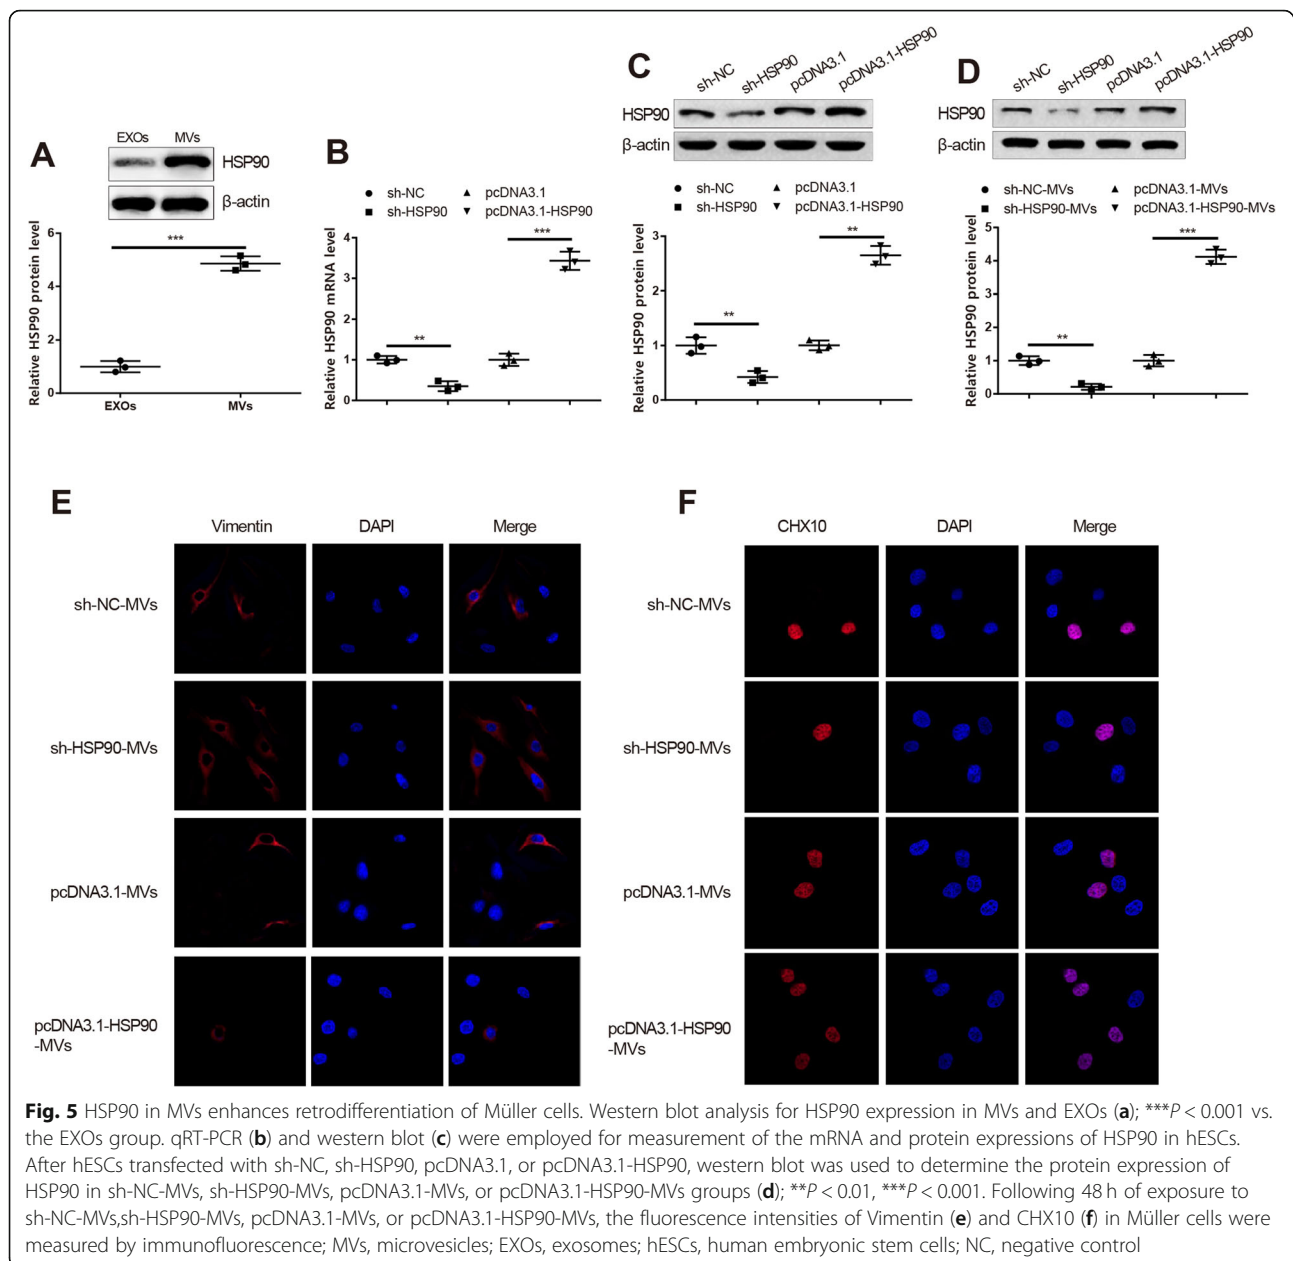 A
EXOs MVs
HSP90
β-actin
***
Relative HSP90 protein level
6
4
2
0
EXOs MVs
B
sh-NC pcDNA3.1
sh-HSP90 pcDNA3.1-HSP90
Relative HSP90 mRNA level
4
3
2
1
0
**
***
C
sh-NC sh-HSP90 pcDNA3.1 pcDNA3.1-HSP90
HSP90
β-actin
sh-NC pcDNA3.1
sh-HSP90 pcDNA3.1-HSP90
Relative HSP90 protein level
3
2
1
0
**
**
D
sh-NC sh-HSP90 pcDNA3.1 pcDNA3.1-HSP90
HSP90
β-actin
sh-NC-MVs pcDNA3.1-MVs
sh-HSP90-MVs pcDNA3.1-HSP90-MVs
Relative HSP90 protein level
5
4
3
2
1
0
**
***
E
Vimentin DAPI Merge
sh-NC-MVs
sh-HSP90-MVs
pcDNA3.1-MVs
pcDNA3.1-HSP90
-MVs
F
CHX10 DAPI Merge
sh-NC-MVs
sh-HSP90-MVs
pcDNA3.1-MVs
pcDNA3.1-HSP90
-MVs
Fig. 5 HSP90 in MVs enhances retrodifferentiation of Müller cells. Western blot analysis for HSP90 expression in MVs and EXOs (a); ***P < 0.001 vs.
the EXOs group. qRT-PCR (b) and western blot (c) were employed for measurement of the mRNA and protein expressions of HSP90 in hESCs.
After hESCs transfected with sh-NC, sh-HSP90, pcDNA3.1, or pcDNA3.1-HSP90, western blot was used to determine the protein expression of
HSP90 in sh-NC-MVs, sh-HSP90-MVs, pcDNA3.1-MVs, or pcDNA3.1-HSP90-MVs groups (d); **P < 0.01, ***P < 0.001. Following 48 h of exposure to
sh-NC-MVs,sh-HSP90-MVs, pcDNA3.1-MVs, or pcDNA3.1-HSP90-MVs, the fluorescence intensities of Vimentin (e) and CHX10 (f) in Müller cells were
measured by immunofluorescence; MVs, microvesicles; EXOs, exosomes; hESCs, human embryonic stem cells; NC, negative control